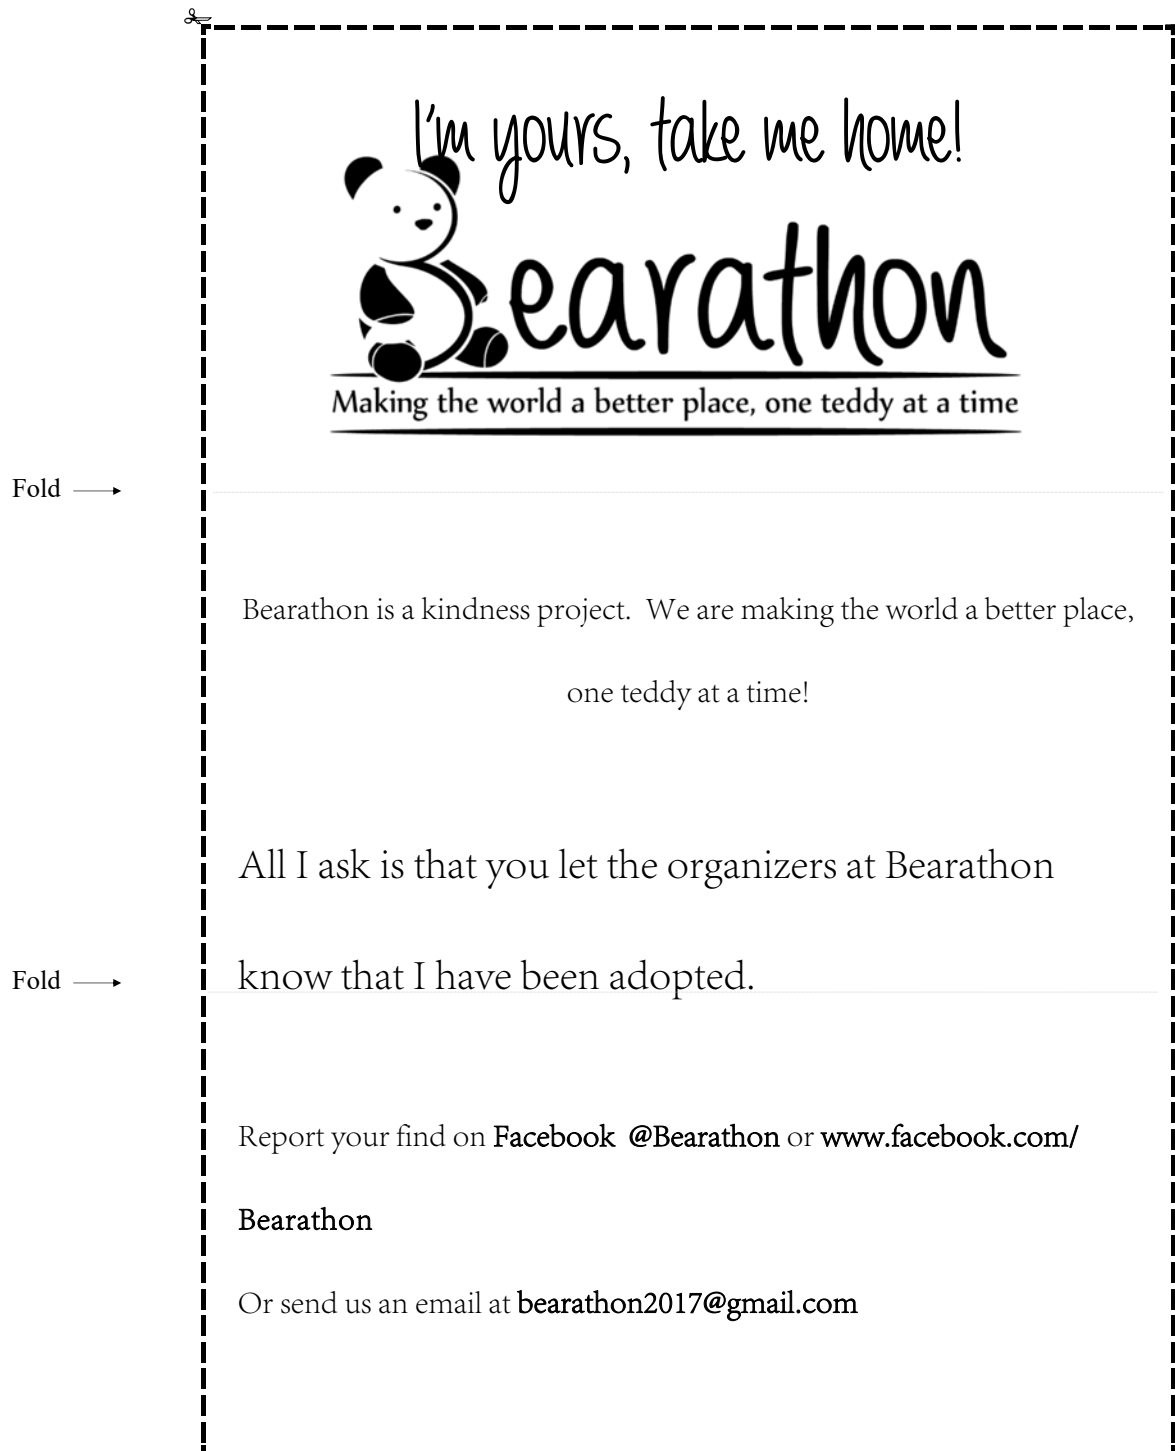 I'm yours, take me home!
Bearathon
Making the world a better place, one teddy at a time
Fold
Bearathon is a kindness project.  We are making the world a better place,
one teddy at a time!
All I ask is that you let the organizers at Bearathon
Fold
know that I have been adopted.
Report your find on Facebook  @Bearathon or www.facebook.com/
Bearathon
Or send us an email at bearathon2017@gmail.com